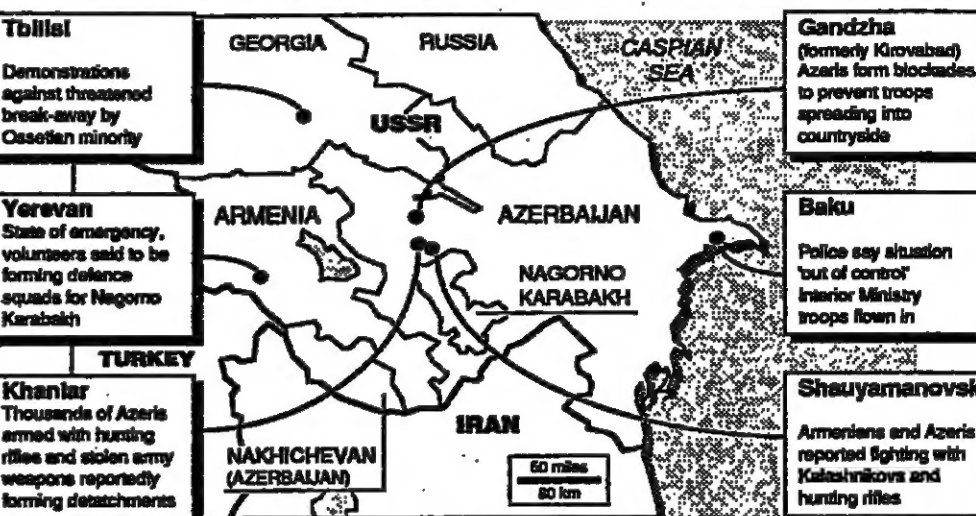 Tbilisi
Demonstrations
against threatened
break-away by
Ossetian minority
Yerevan
State of emergency,
volunteers said to be
forming defence
squads for Nagorno
Karabakh
Khanlar
Thousands of Azeris
armed with hunting
rifles and stolen army
weapons reportedly
forming detatchments
GEORGIA
RUSSIA
CASPIAN
SEA
USSR
ARMENIA
AZERBAIJAN
NAGORNO
KARABAKH
TURKEY
IRAN
NAKHICHEVAN
(AZERBAIJAN)
50 miles
80 km
Gandzha
(formerly Kirovabad)
Azeris form blockades
to prevent troops
spreading into
countryside
Baku
Police say situation
'out of control'
Interior Ministry
troops flown in
Shauyamanovsk
Armenians and Azeris
reported fighting with
Kalashnikovs and
hunting rifles